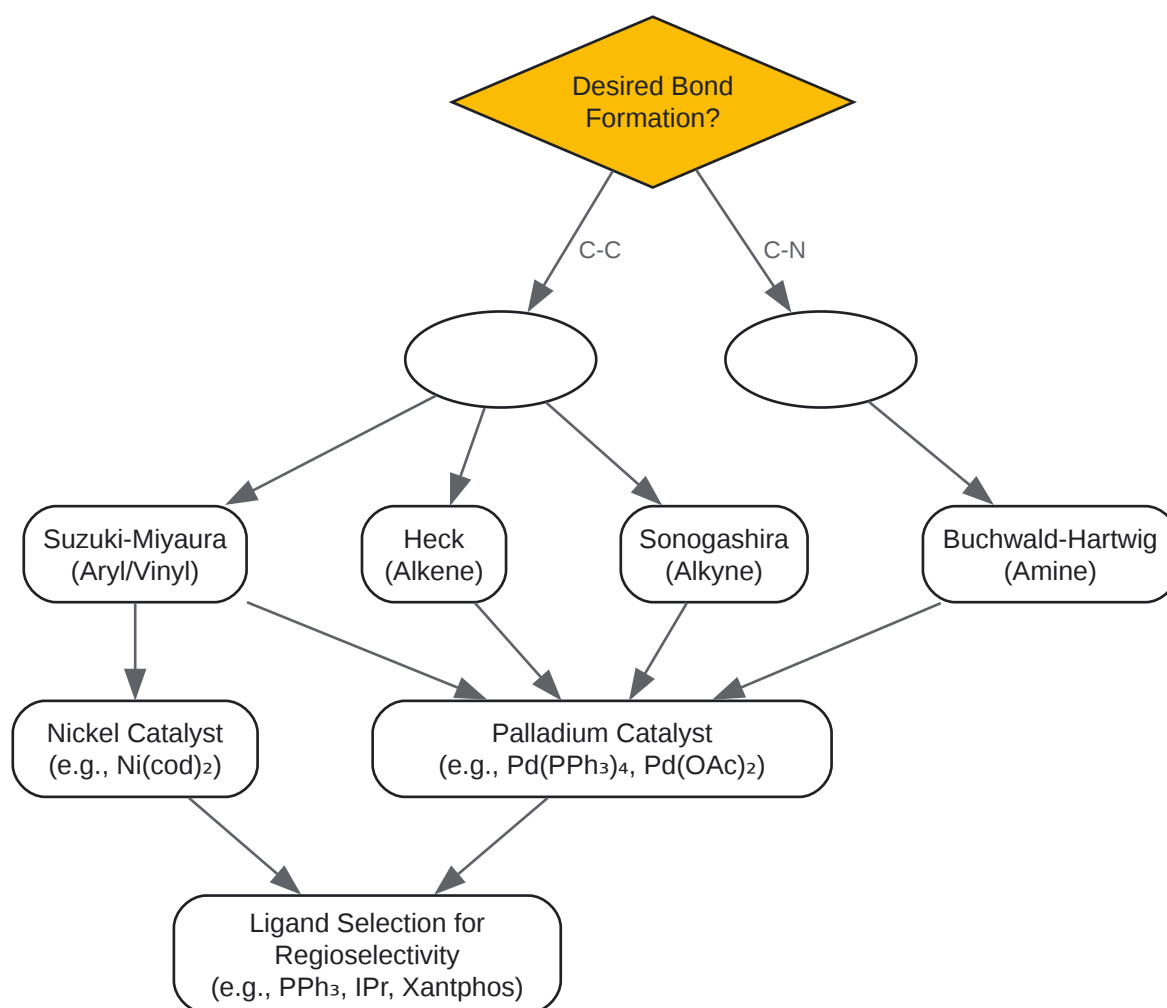 Desired Bond
Formation?
C-C
C-N
Suzuki-Miyaura
(Aryl/Vinyl)
Heck
(Alkene)
Sonogashira
(Alkyne)
Buchwald-Hartwig
(Amine)
Nickel Catalyst
(e.g., Ni(cod)₂)
Palladium Catalyst
(e.g., Pd(PPh₃)₄, Pd(OAc)₂)
Ligand Selection for
Regioselectivity
(e.g., PPh₃, IPr, Xantphos)